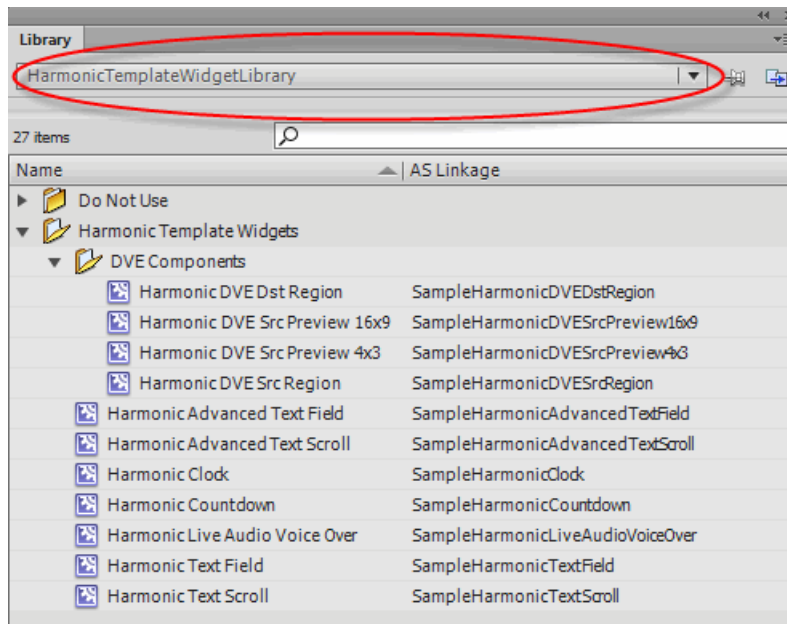 Library
HarmonicTemplateWidgetLibrary
27 items
Name AS Linkage
Do Not Use
Harmonic Template Widgets
DVE Components
Harmonic DVE Dst Region SampleHarmonicDVEDstRegion
Harmonic DVE Src Preview 16x9 SampleHarmonicDVESrcPreview16x9
Harmonic DVE Src Preview 4x3 SampleHarmonicDVESrcPreview4x3
Harmonic DVE Src Region SampleHarmonicDVESrcRegion
Harmonic Advanced Text Field SampleHarmonicAdvancedTextField
Harmonic Advanced Text Scroll SampleHarmonicAdvancedTextScroll
Harmonic Clock SampleHarmonicClock
Harmonic Countdown SampleHarmonicCountdown
Harmonic Live Audio Voice Over SampleHarmonicLiveAudioVoiceOver
Harmonic Text Field SampleHarmonicTextField
Harmonic Text Scroll SampleHarmonicTextScroll